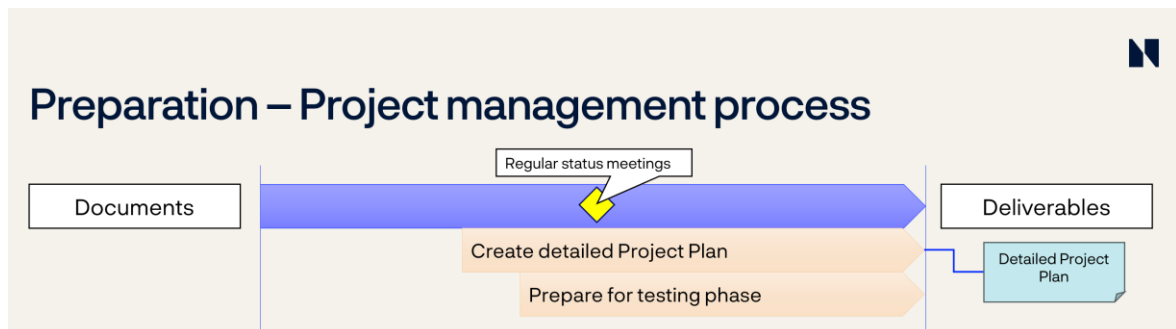 Preparation – Project management process
Regular status meetings
Documents
Deliverables
Create detailed Project Plan
Detailed Project
Plan
Prepare for testing phase